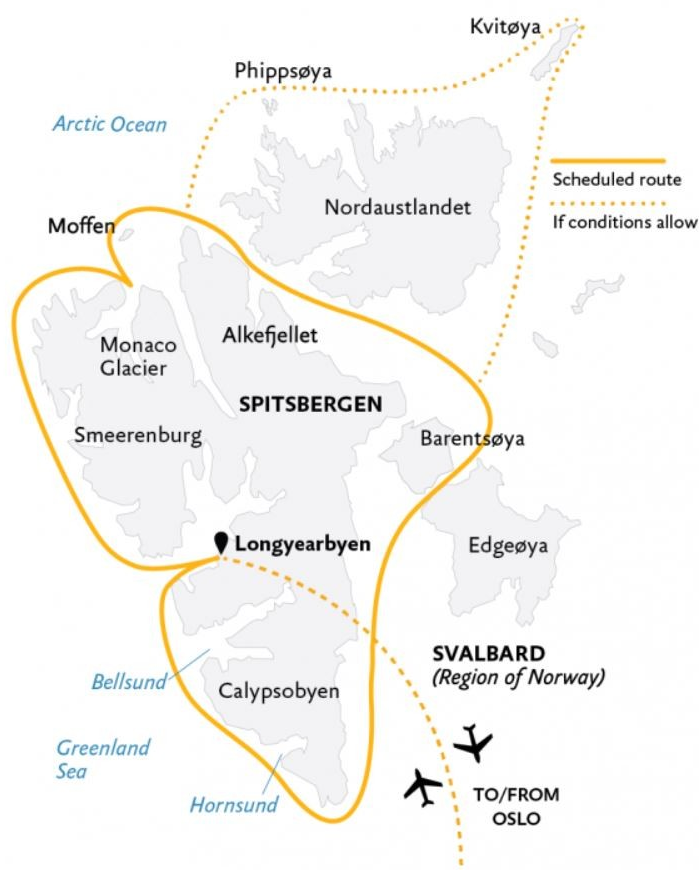 Kvitøya
Phippsøya
Arctic Ocean
Scheduled route
If conditions allow
Nordaustlandet
Moffen
Monaco
Glacier
Alkefjellet
SPITSBERGEN
Smeerenburg
Barentsøya
Longyearbyen
Edgeøya
SVALBARD
(Region of Norway)
Bellsund
Calypsobyen
Greenland
Sea
Hornsund
TO/FROM
OSLO